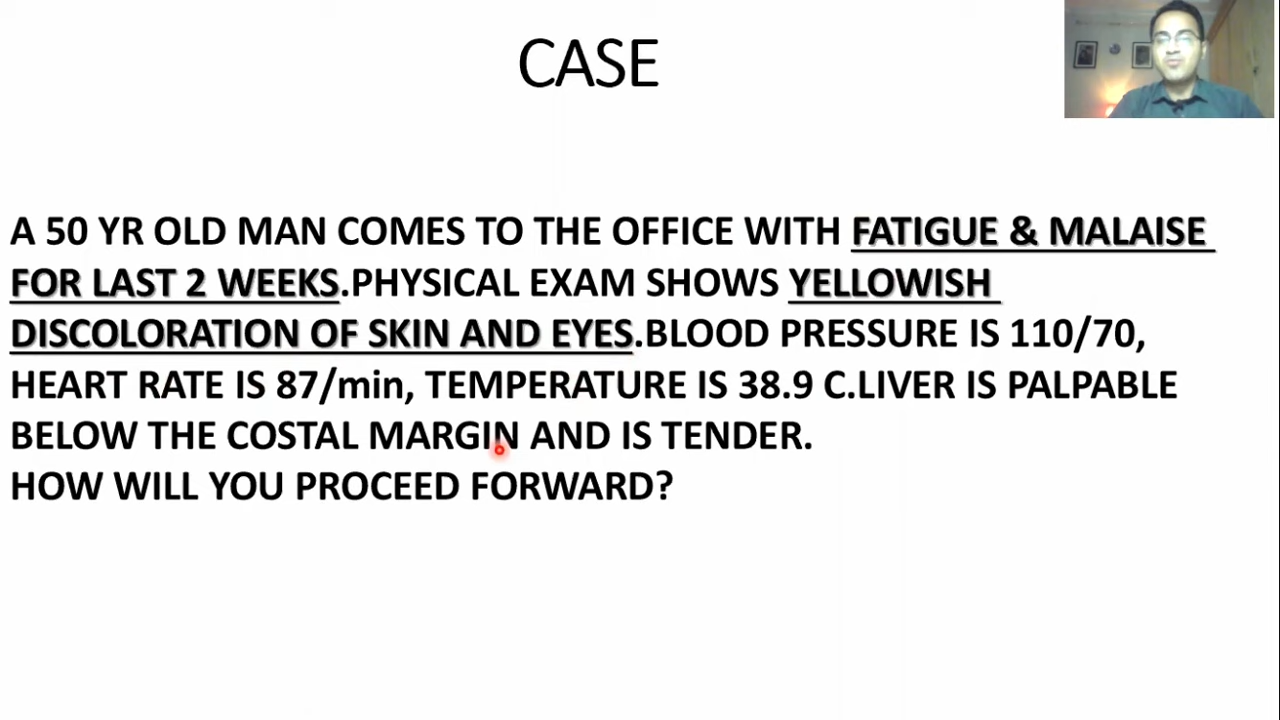 CASE
A 50 YR OLD MAN COMES TO THE OFFICE WITH FATIGUE & MALAISE
FOR LAST 2 WEEKS.PHYSICAL EXAM SHOWS YELLOWISH
DISCOLORATION OF SKIN AND EYES.BLOOD PRESSURE IS 110/70,
HEART RATE IS 87/min, TEMPERATURE IS 38.9 C.LIVER IS PALPABLE
BELOW THE COSTAL MARGIN AND IS TENDER.
HOW WILL YOU PROCEED FORWARD?